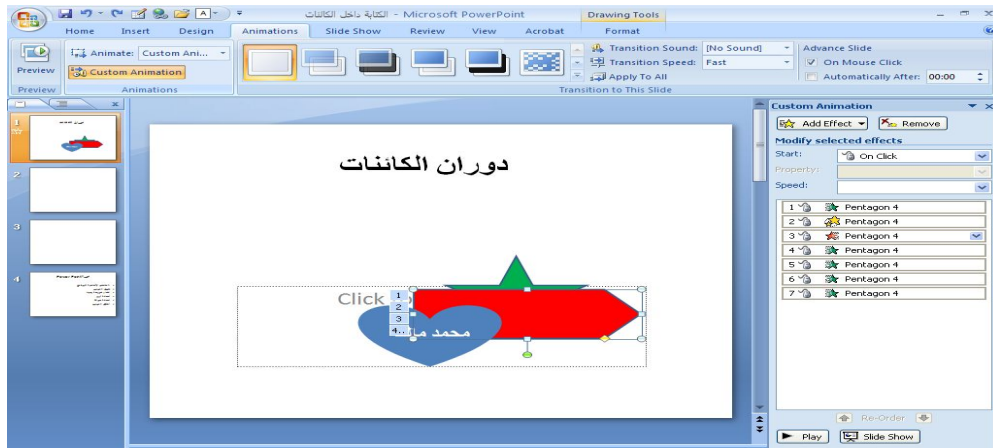 الكتابة داخل الكائنات - Microsoft PowerPoint
Drawing Tools
Home Insert Design Animations Slide Show Review View Acrobat Format
Preview
Animate: Custom Ani...
Custom Animation
Transition Sound: [No Sound]
Transition Speed: Fast
Apply To All
Advance Slide
On Mouse Click
Automatically After: 00:00
Preview Animations Transition to This Slide
1
2
3
4
دوران الكائنات
Click
1
2
3
4..
محمد
Custom Animation
Add Effect Remove
Modify selected effects
Start: On Click
Property:
Speed:
1 Pentagon 4
2 Pentagon 4
3 Pentagon 4
4 Pentagon 4
5 Pentagon 4
6 Pentagon 4
7 Pentagon 4
Re-Order
Play Slide Show